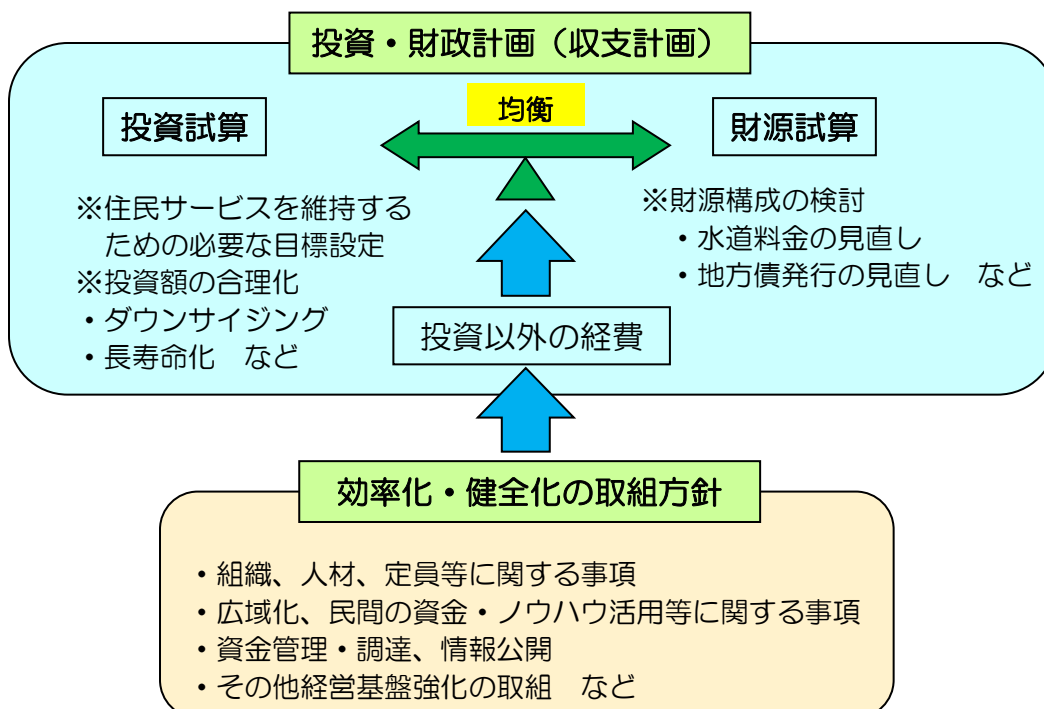 投資・財政計画（収支計画）
均衡
投資試算
財源試算
※住民サービスを維持する
ための必要な目標設定
※投資額の合理化
・ダウンサイジング
・長寿命化　など
※財源構成の検討
・水道料金の見直し
・地方債発行の見直し　など
投資以外の経費
効率化・健全化の取組方針
・組織、人材、定員等に関する事項
・広域化、民間の資金・ノウハウ活用等に関する事項
・資金管理・調達、情報公開
・その他経営基盤強化の取組　など